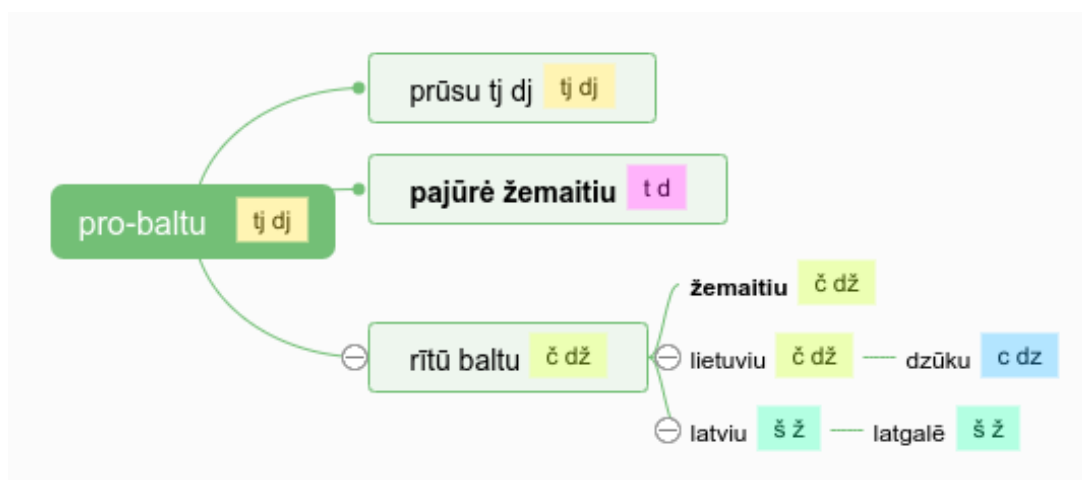 prūsu tj dj tj dj
pajūrė žemaitiu t d
pro-baltu tj dj
žemaitiu č dž
rītū baltu č dž
lietuviu č dž dzūku c dz
latviu š ž latgalē š ž